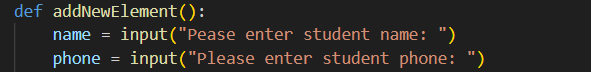 def addNewElement():
    name = input("Pease enter student name: ")
    phone = input("Please enter student phone: ")